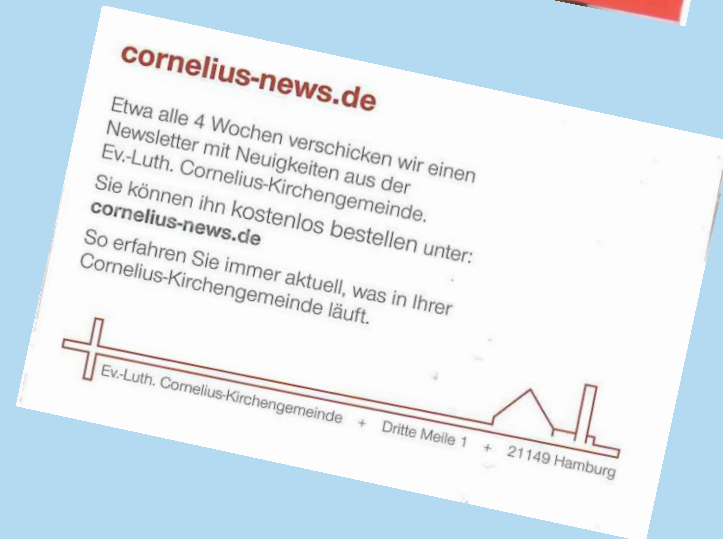 cornelius-news.de
Etwa alle 4 Wochen verschicken wir einen
Newsletter mit Neuigkeiten aus der
Ev.-Luth. Cornelius-Kirchengemeinde.
Sie können ihn kostenlos bestellen unter:
cornelius-news.de
So erfahren Sie immer aktuell, was in Ihrer
Cornelius-Kirchengemeinde läuft.
Ev.-Luth. Cornelius-Kirchengemeinde + Dritte Meile 1 + 21149 Hamburg